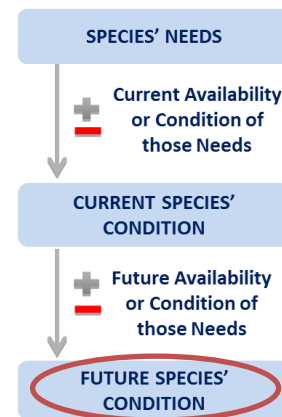 SPECIES’ NEEDS
Current Availability
or Condition of
those Needs
CURRENT SPECIES’
CONDITION
Future Availability
or Condition of
those Needs
FUTURE SPECIES’
CONDITION